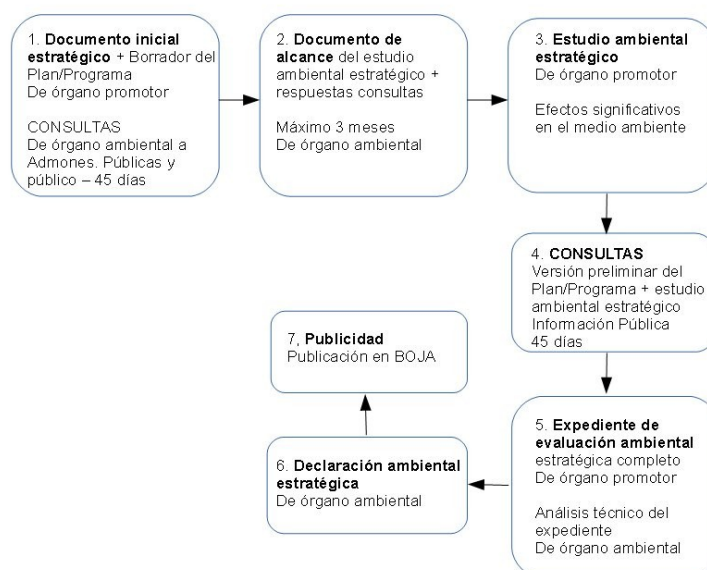 1. Documento inicial
estratégico + Borrador del
Plan/Programa
De órgano promotor
CONSULTAS
De órgano ambiental a
Admones. Públicas y
público – 45 días
2. Documento de
alcance del estudio
ambiental estratégico +
respuestas consultas
Máximo 3 meses
De órgano ambiental
3. Estudio ambiental
estratégico
De órgano promotor
Efectos significativos
en el medio ambiente
4. CONSULTAS
Versión preliminar del
Plan/Programa + estudio
ambiental estratégico
Información Pública
45 días
5. Expediente de
evaluación ambiental
estratégica completo
De órgano promotor
Análisis técnico del
expediente
De órgano ambiental
6. Declaración ambiental
estratégica
De órgano ambiental
7, Publicidad
Publicación en BOJA